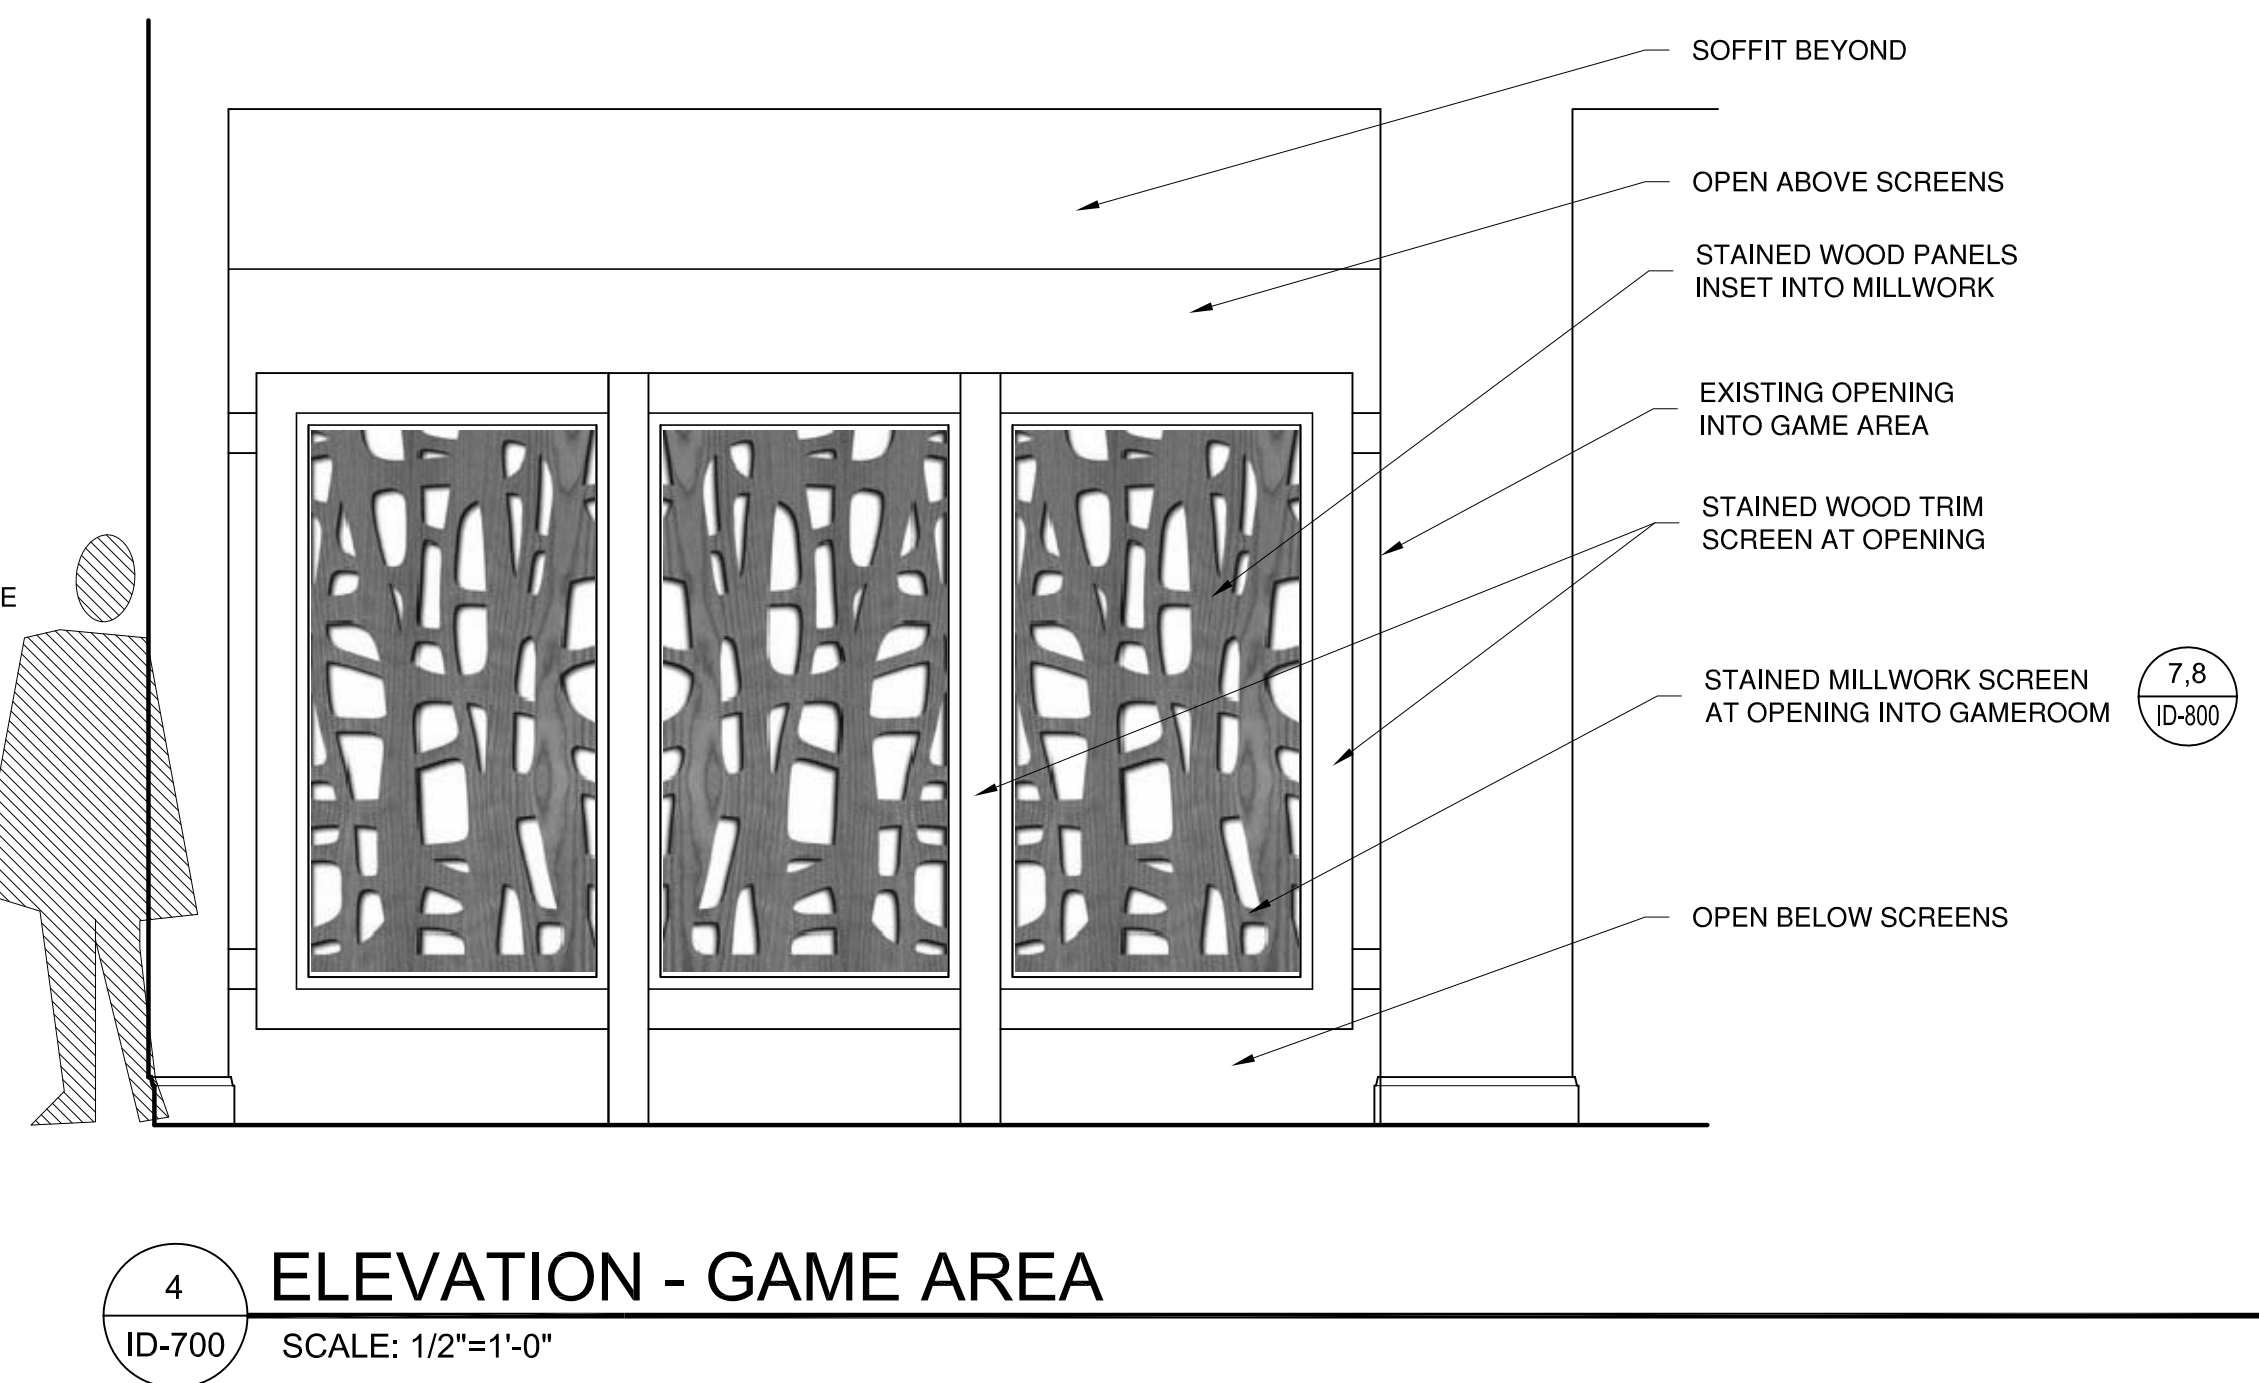 SOFFIT BEYOND
OPEN ABOVE SCREENS
STAINED WOOD PANELS
INSET INTO MILLWORK
EXISTING OPENING
INTO GAME AREA
STAINED WOOD TRIM
SCREEN AT OPENING
E
STAINED MILLWORK SCREEN
AT OPENING INTO GAMEROOM
7,8
ID-800
OPEN BELOW SCREENS
4
ID-700
ELEVATION - GAME AREA
SCALE: 1/2"=1'-0"